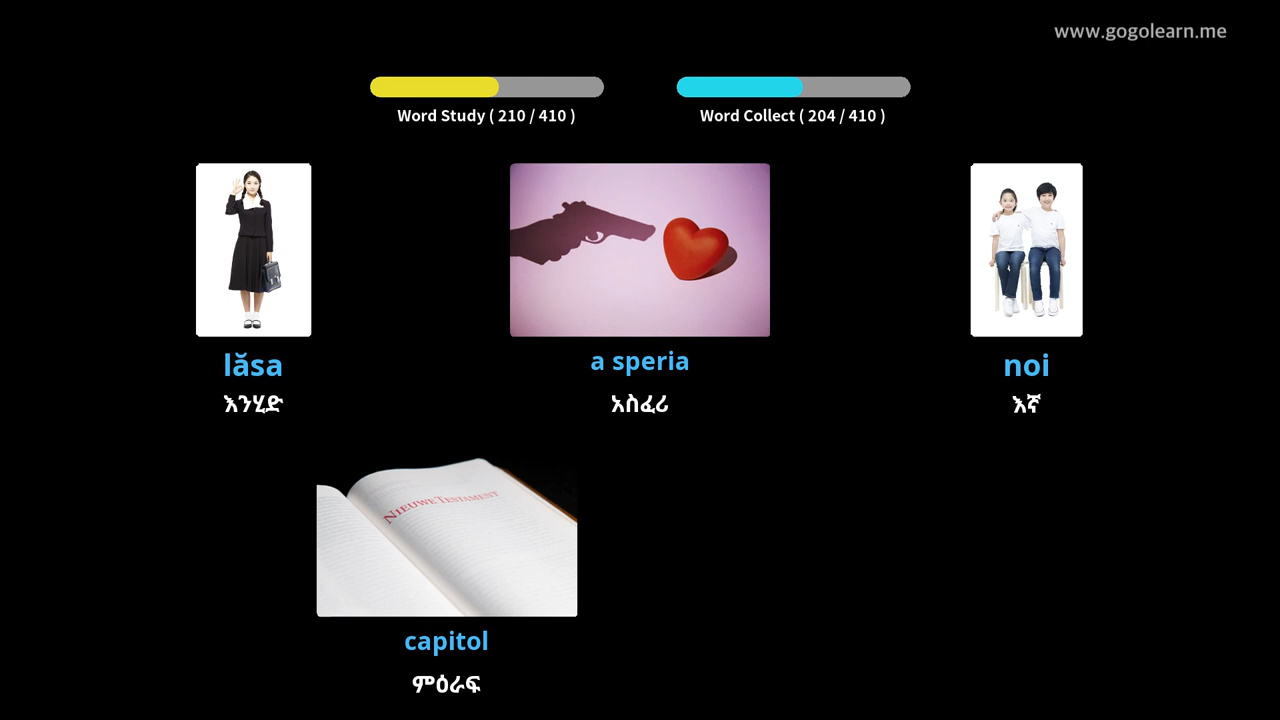 www.gogolearn.me
Word Study ( 210 / 410 )
Word Collect ( 204 / 410 )
lăsa
a speria
noi
እንሂድ
አስፈሪ
እኛ
NIEUWE TESTAMENT
capitol
ምዕራፍ